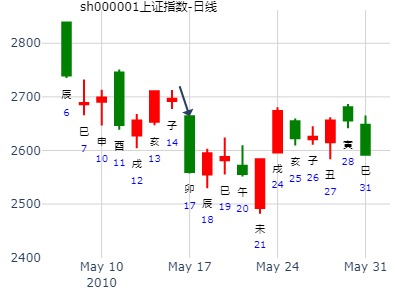 sh000001上证指数-日线
2800
2700
2600
2500
2400
辰
6
巳
7
申
10
酉
11
戌
12
亥
13
子
14
卯
17
辰
18
巳
19
午
20
未
21
戌
24
亥
25
子
26
丑
27
寅
28
巳
31
May 10
2010
May 17
May 24
May 31